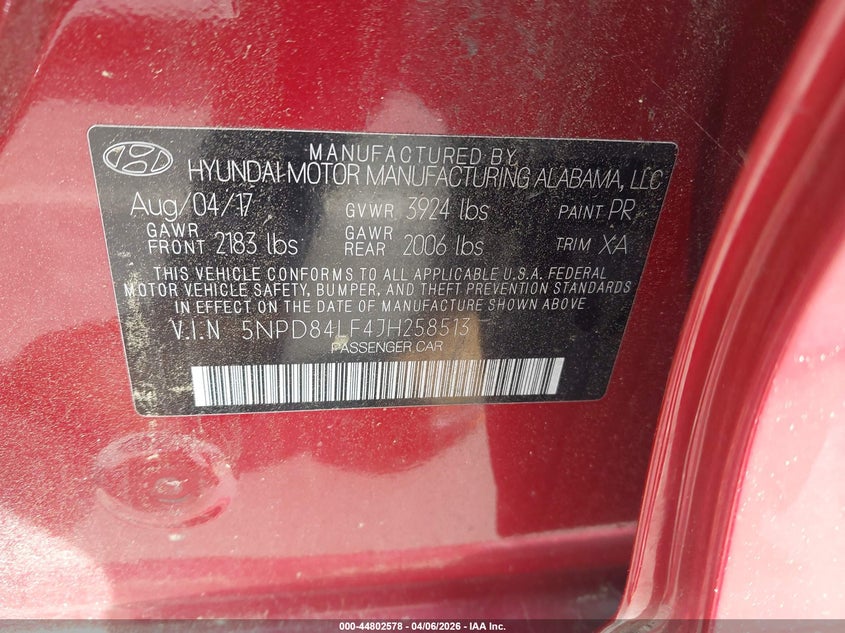 MANUFACTURED BY
HYUNDAI MOTOR MANUFACTURING ALABAMA, LLC
Aug/04/17 GVWR 3924 lbs PAINT PR
GAWR FRONT 2183 lbs GAWR REAR 2006 lbs TRIM XA
THIS VEHICLE CONFORMS TO ALL APPLICABLE U.S.A. FEDERAL
MOTOR VEHICLE SAFETY, BUMPER, AND THEFT PREVENTION STANDARDS
IN EFFECT ON THE DATE OF MANUFACTURE SHOWN ABOVE.
V.I.N 5NPD84LF4JH258513
PASSENGER CAR
000-44802578 - 04/06/2026 - IAA Inc.